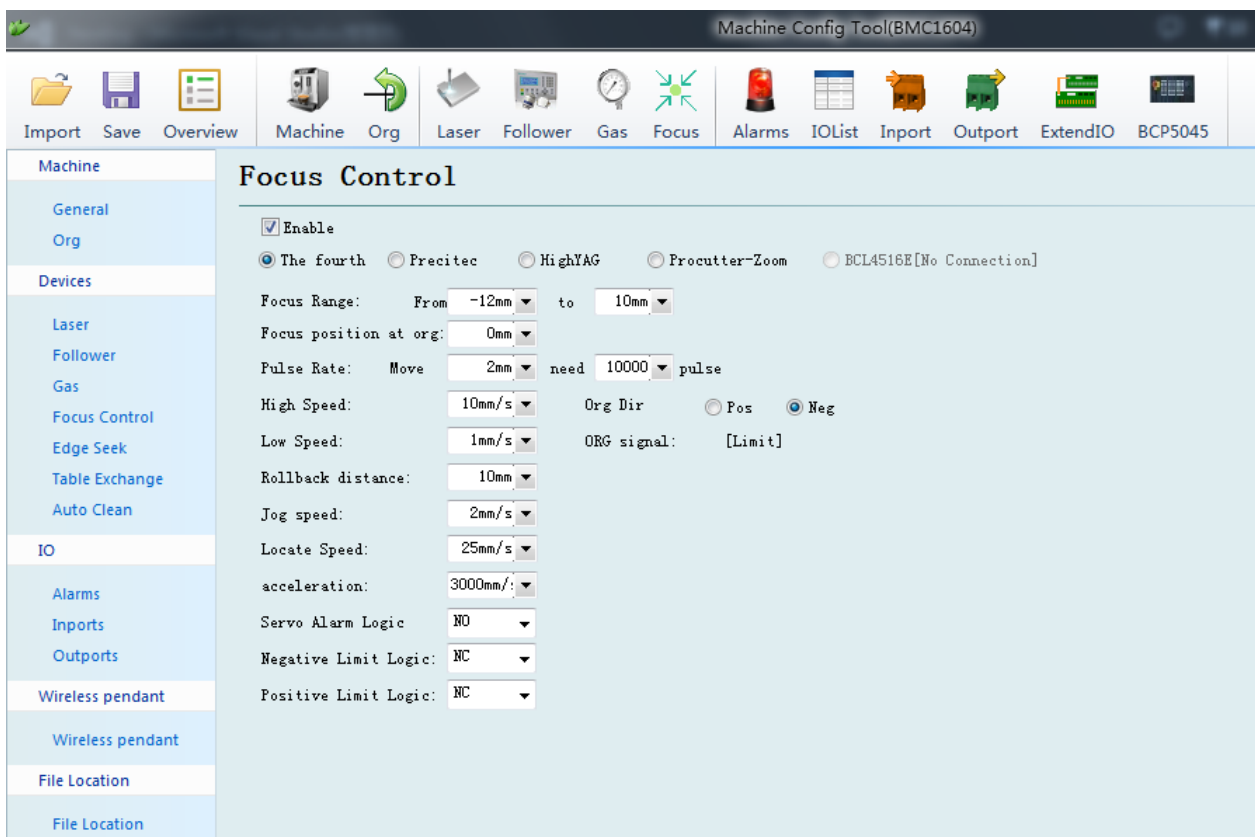 Machine Config Tool(BMC1604)
Import Save Overview Machine Org Laser Follower Gas Focus Alarms IOList Inport Outport ExtendIO BCP5045
Machine
General
Org
Devices
Laser
Follower
Gas
Focus Control
Edge Seek
Table Exchange
Auto Clean
IO
Alarms
Inports
Outports
Wireless pendant
Wireless pendant
File Location
File Location
Focus Control
Enable
The fourth Precitec HighYAG Procutter-Zoom BCL4516E[No Connection]
Focus Range: From -12mm to 10mm
Focus position at org: 0mm
Pulse Rate: Move 2mm need 10000 pulse
High Speed: 10mm/s Org Dir Pos Neg
Low Speed: 1mm/s ORG signal: [Limit]
Rollback distance: 10mm
Jog speed: 2mm/s
Locate Speed: 25mm/s
acceleration: 3000mm/
Servo Alarm Logic NO
Negative Limit Logic: NC
Positive Limit Logic: NC